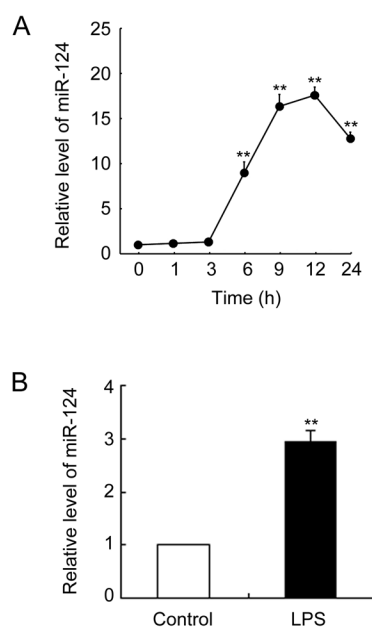 A
Relative level of miR-124
25
20
15
10
5
0
**
**
**
**
0 1 3 6 9 12 24
Time (h)
B
Relative level of miR-124
4
3
2
1
0
**
Control LPS